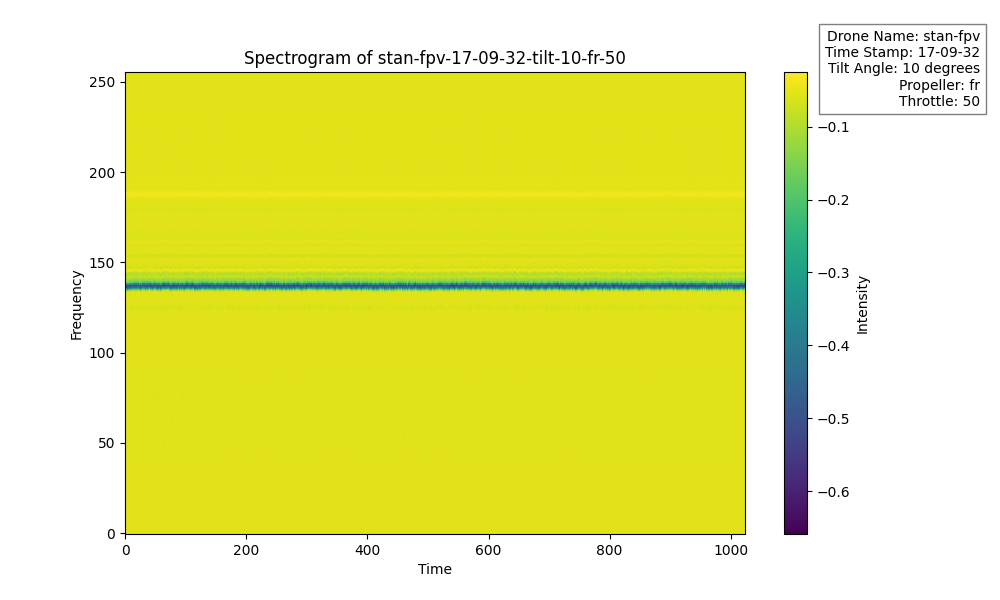 Spectrogram of stan-fpv-17-09-32-tilt-10-fr-50
Drone Name: stan-fpv
Time Stamp: 17-09-32
Tilt Angle: 10 degrees
Propeller: fr
Throttle: 50
250
200
150
100
50
0
Frequency
0
200
400
600
800
1000
Time
−0.1
−0.2
−0.3
−0.4
−0.5
−0.6
Intensity